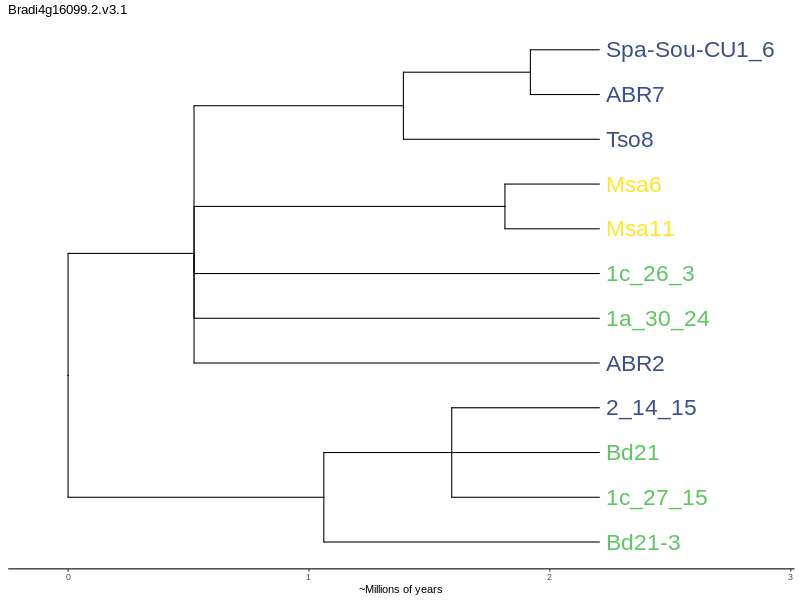 Bradi4g16099.2.v3.1
Spa-Sou-CU1_6
ABR7
Tso8
Msa6
Msa11
1c_26_3
1a_30_24
ABR2
2_14_15
Bd21
1c_27_15
Bd21-3
0 1 2 3
~Millions of years